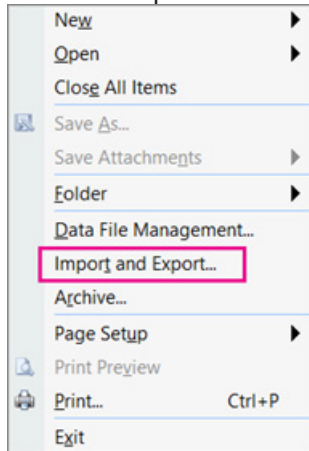 New
Open
Close All Items
Save As...
Save Attachments
Folder
Data File Management...
Import and Export...
Archive...
Page Setup
Print Preview
Print... Ctrl+P
Exit